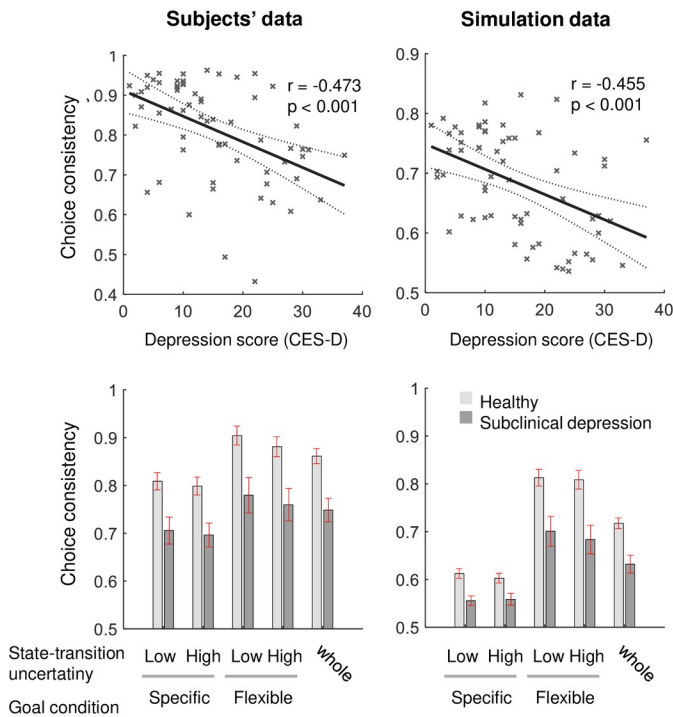 Subjects' data
Simulation data
r = -0.473
p < 0.001
r = -0.455
p < 0.001
Choice consistency
1
0.9
0.8
0.7
0.6
0.5
0.4
0 10 20 30 40
Depression score (CES-D)
0.9
0.8
0.7
0.6
0.5
0 10 20 30 40
Depression score (CES-D)
Choice consistency
1
0.9
0.8
0.7
0.6
0.5
1
0.9
0.8
0.7
0.6
0.5
Healthy
Subclinical depression
State-transition
uncertatiny
Low High Low High whole
Low High Low High whole
Goal condition
Specific Flexible
Specific Flexible